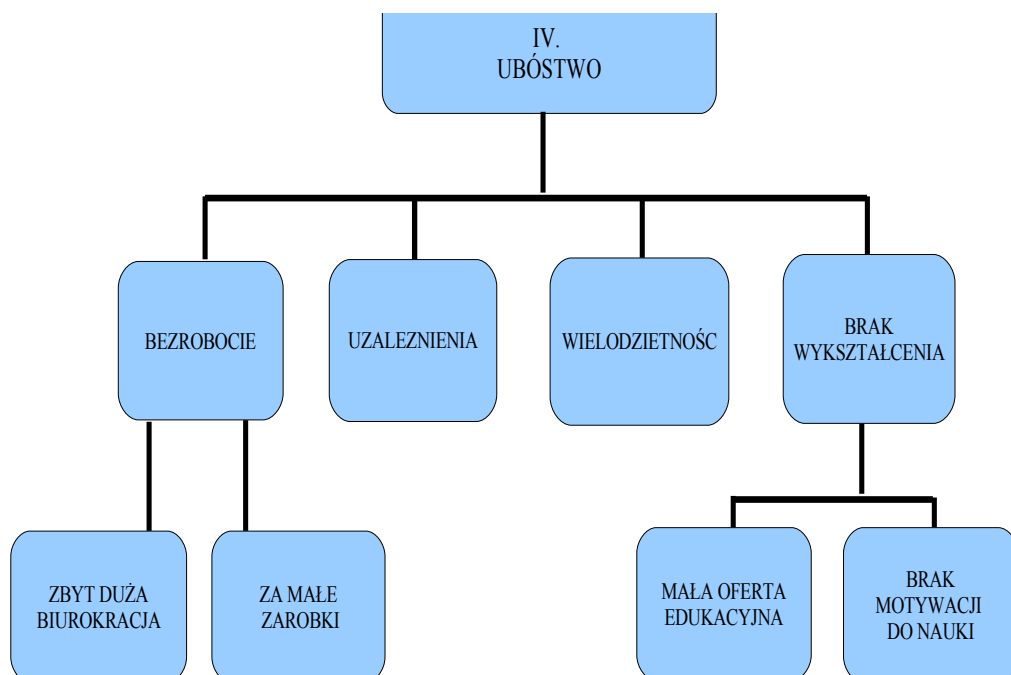 IV.
UBÓSTWO
BEZROBOCIE
UZALEZNIENIA
WIELODZIETNOŚC
BRAK
WYKSZTAŁCENIA
ZBYT DUŻA
BIUROKRACJA
ZA MAŁE
ZAROBKI
MAŁA OFERTA
EDUKACYJNA
BRAK
MOTYWACJI
DO NAUKI